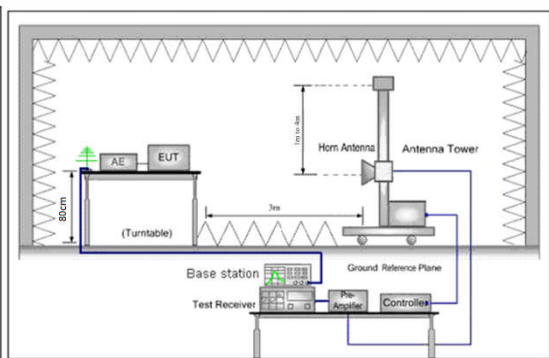 1m to 4m
Horn Antenna
Antenna Tower
AE
EUT
80cm
(Turntable)
3m
Ground Reference Plane
Base station
Test Receiver
Pre-
Amplifier
Controller